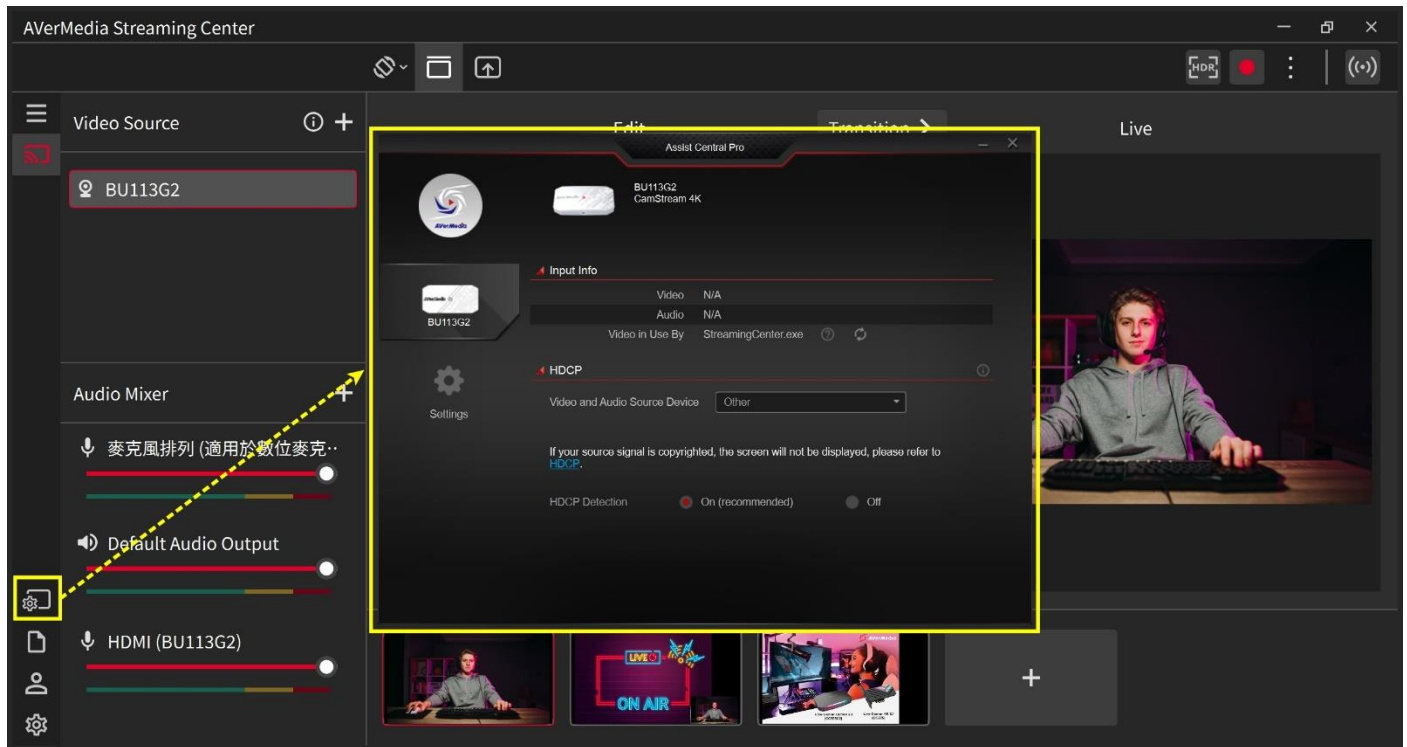 AVerMedia Streaming Center
HDR
Video Source
BU113G2
Audio Mixer
麥克風排列 (適用於數位麥克··
Default Audio Output
HDMI (BU113G2)
Edit
Transition
Live
Assist Central Pro
AVerMedia
BU113G2
Settings
BU113G2
CamStream 4K
Input Info
Video N/A
Audio N/A
Video in Use By StreamingCenter.exe
HDCP
Video and Audio Source Device Other
If your source signal is copyrighted, the screen will not be displayed, please refer to
HDCP.
HDCP Detection On (recommended) Off
LIVE
ON AIR